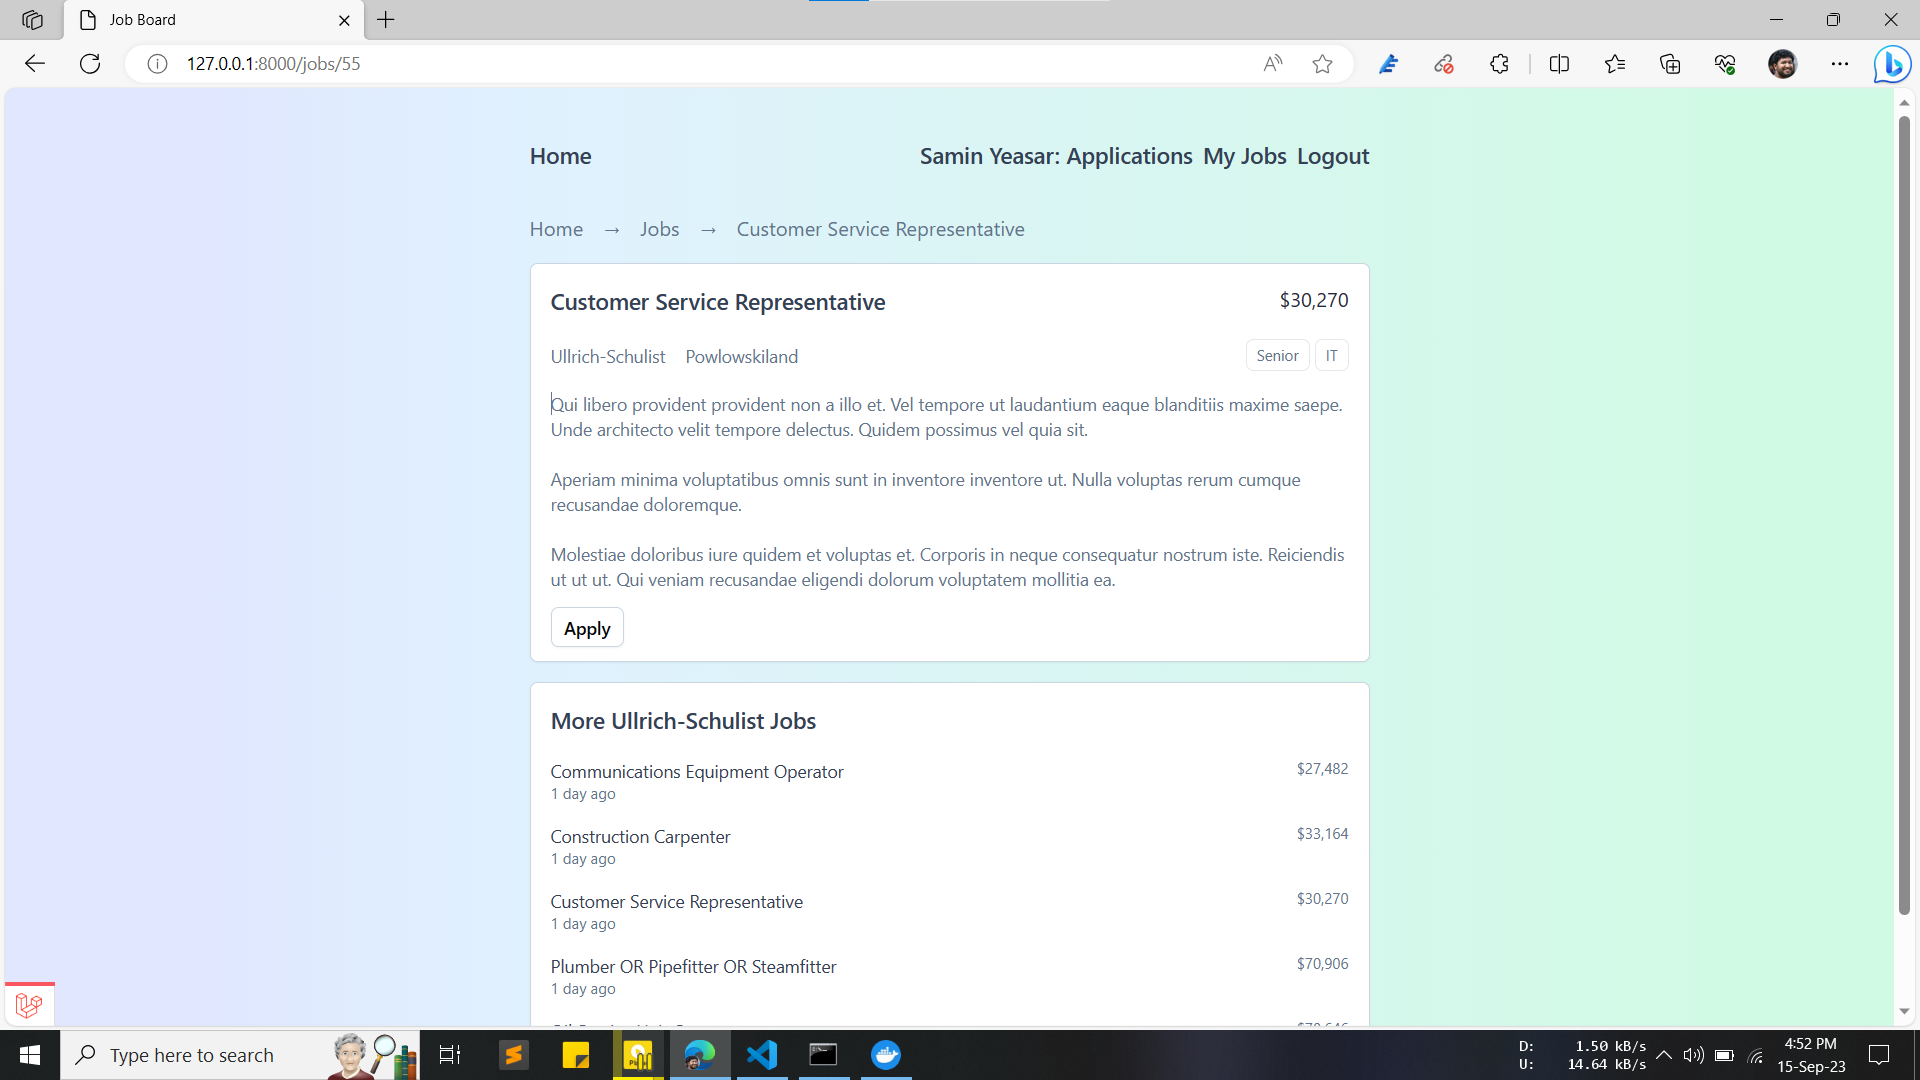 Job Board
127.0.0.1:8000/jobs/55
Home
Samin Yeasar: Applications My Jobs Logout
Home → Jobs → Customer Service Representative
Customer Service Representative
$30,270
Ullrich-Schulist Powlowskiland
Senior IT
Qui libero provident provident non a illo et. Vel tempore ut laudantium eaque blanditiis maxime saepe.
Unde architecto velit tempore delectus. Quidem possimus vel quia sit.
Aperiam minima voluptatibus omnis sunt in inventore inventore ut. Nulla voluptas rerum cumque
recusandae doloremque.
Molestiae doloribus iure quidem et voluptas et. Corporis in neque consequatur nostrum iste. Reiciendis
ut ut ut. Qui veniam recusandae eligendi dolorum voluptatem mollitia ea.
Apply
More Ullrich-Schulist Jobs
Communications Equipment Operator
$27,482
1 day ago
Construction Carpenter
$33,164
1 day ago
Customer Service Representative
$30,270
1 day ago
Plumber OR Pipefitter OR Steamfitter
$70,906
1 day ago
Type here to search
D: 1.50 kB/s
U: 14.64 kB/s
4:52 PM
15-Sep-23